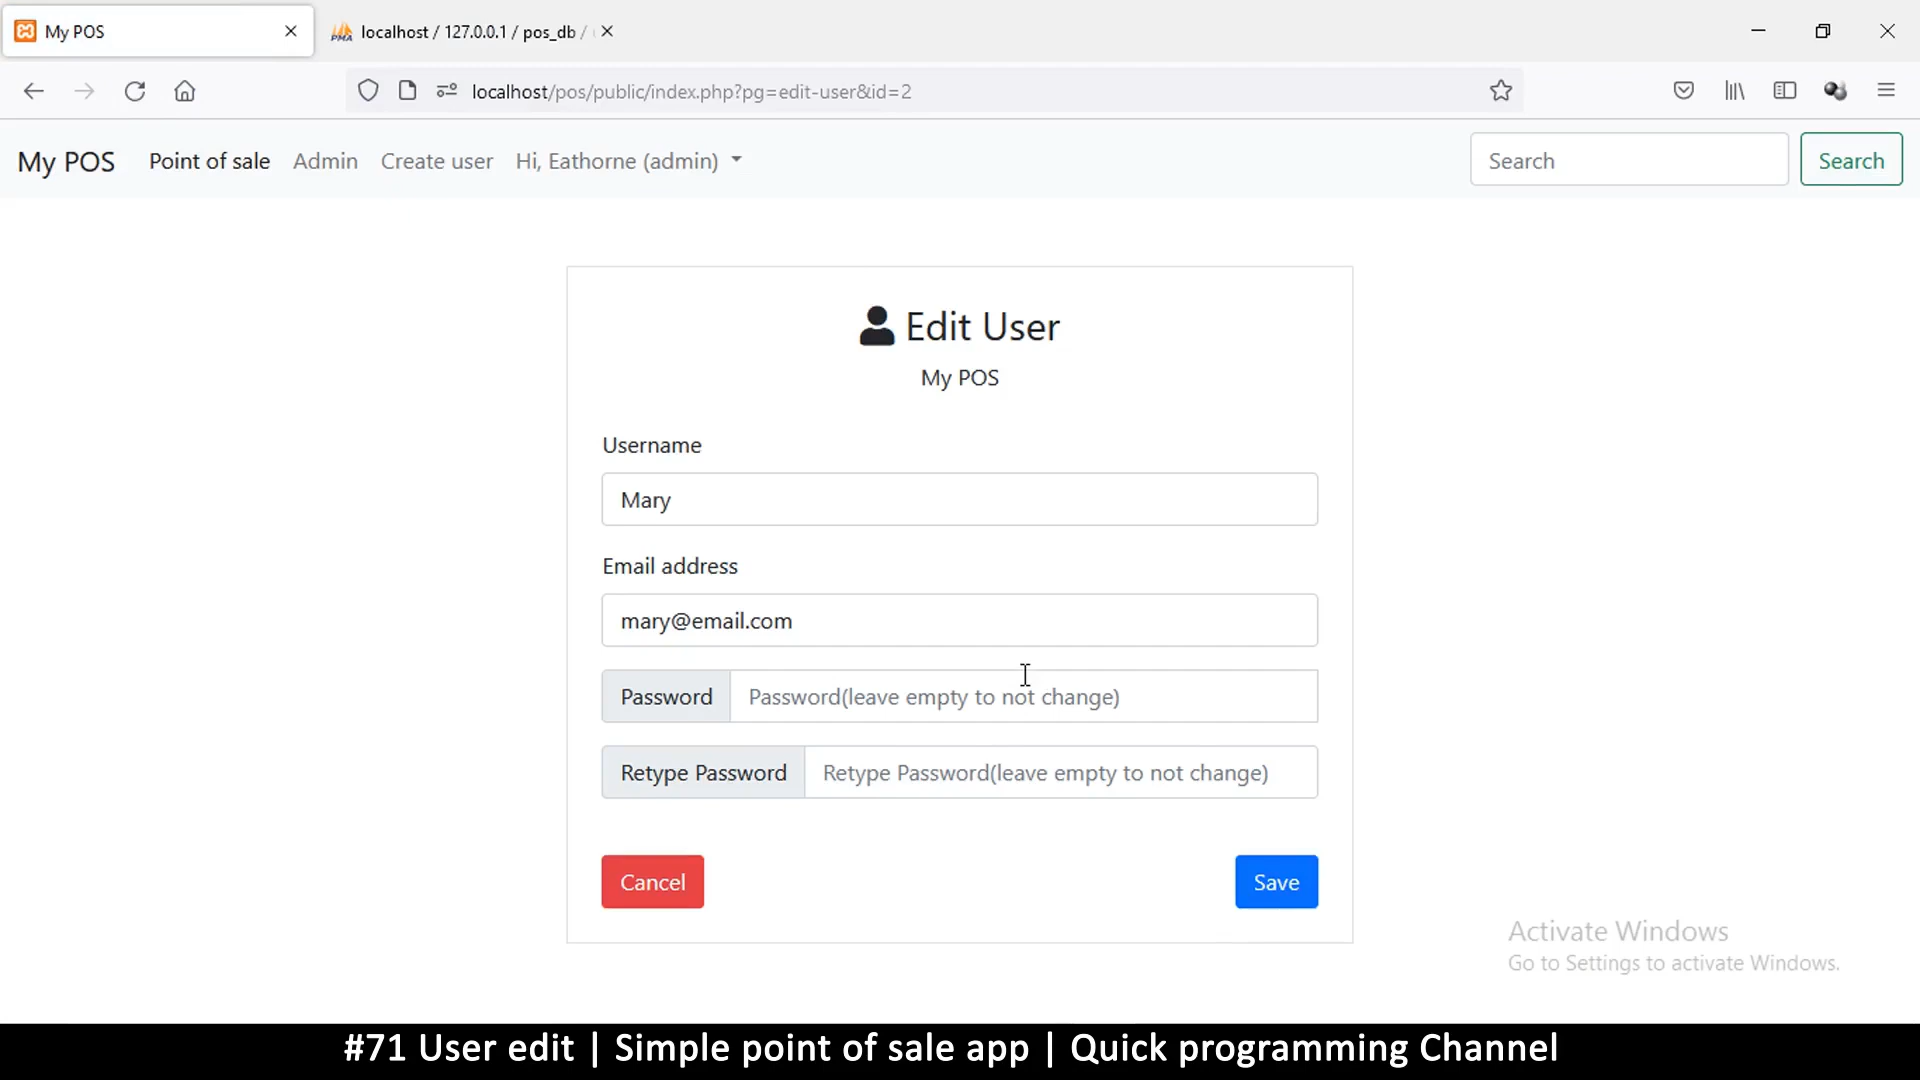 My POS
localhost / 127.0.0.1 / pos_db /
localhost/pos/public/index.php?pg=edit-user&id=2
My POS Point of sale Admin Create user Hi, Eathorne (admin) Search Search
Edit User
My POS
Username
Mary
Email address
mary@email.com
Password Password(leave empty to not change)
Retype Password Retype Password(leave empty to not change)
Cancel Save
Activate Windows
Go to Settings to activate Windows.
#71 User edit | Simple point of sale app | Quick programming Channel